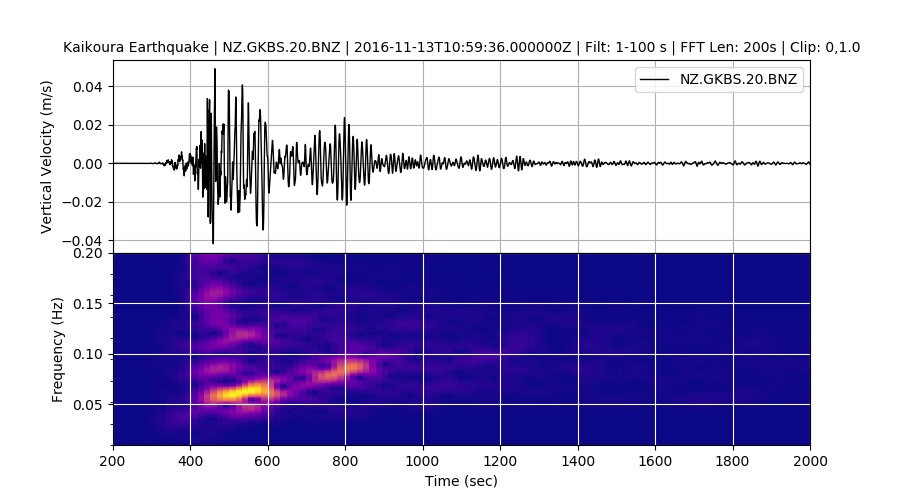 Kaikoura Earthquake | NZ.GKBS.20.BNZ | 2016-11-13T10:59:36.000000Z | Filt: 1-100 s | FFT Len: 200s | Clip: 0,1.0
NZ.GKBS.20.BNZ
Vertical Velocity (m/s)
0.04
0.02
0.00
−0.02
−0.04
Frequency (Hz)
0.20
0.15
0.10
0.05
200 400 600 800 1000 1200 1400 1600 1800 2000
Time (sec)